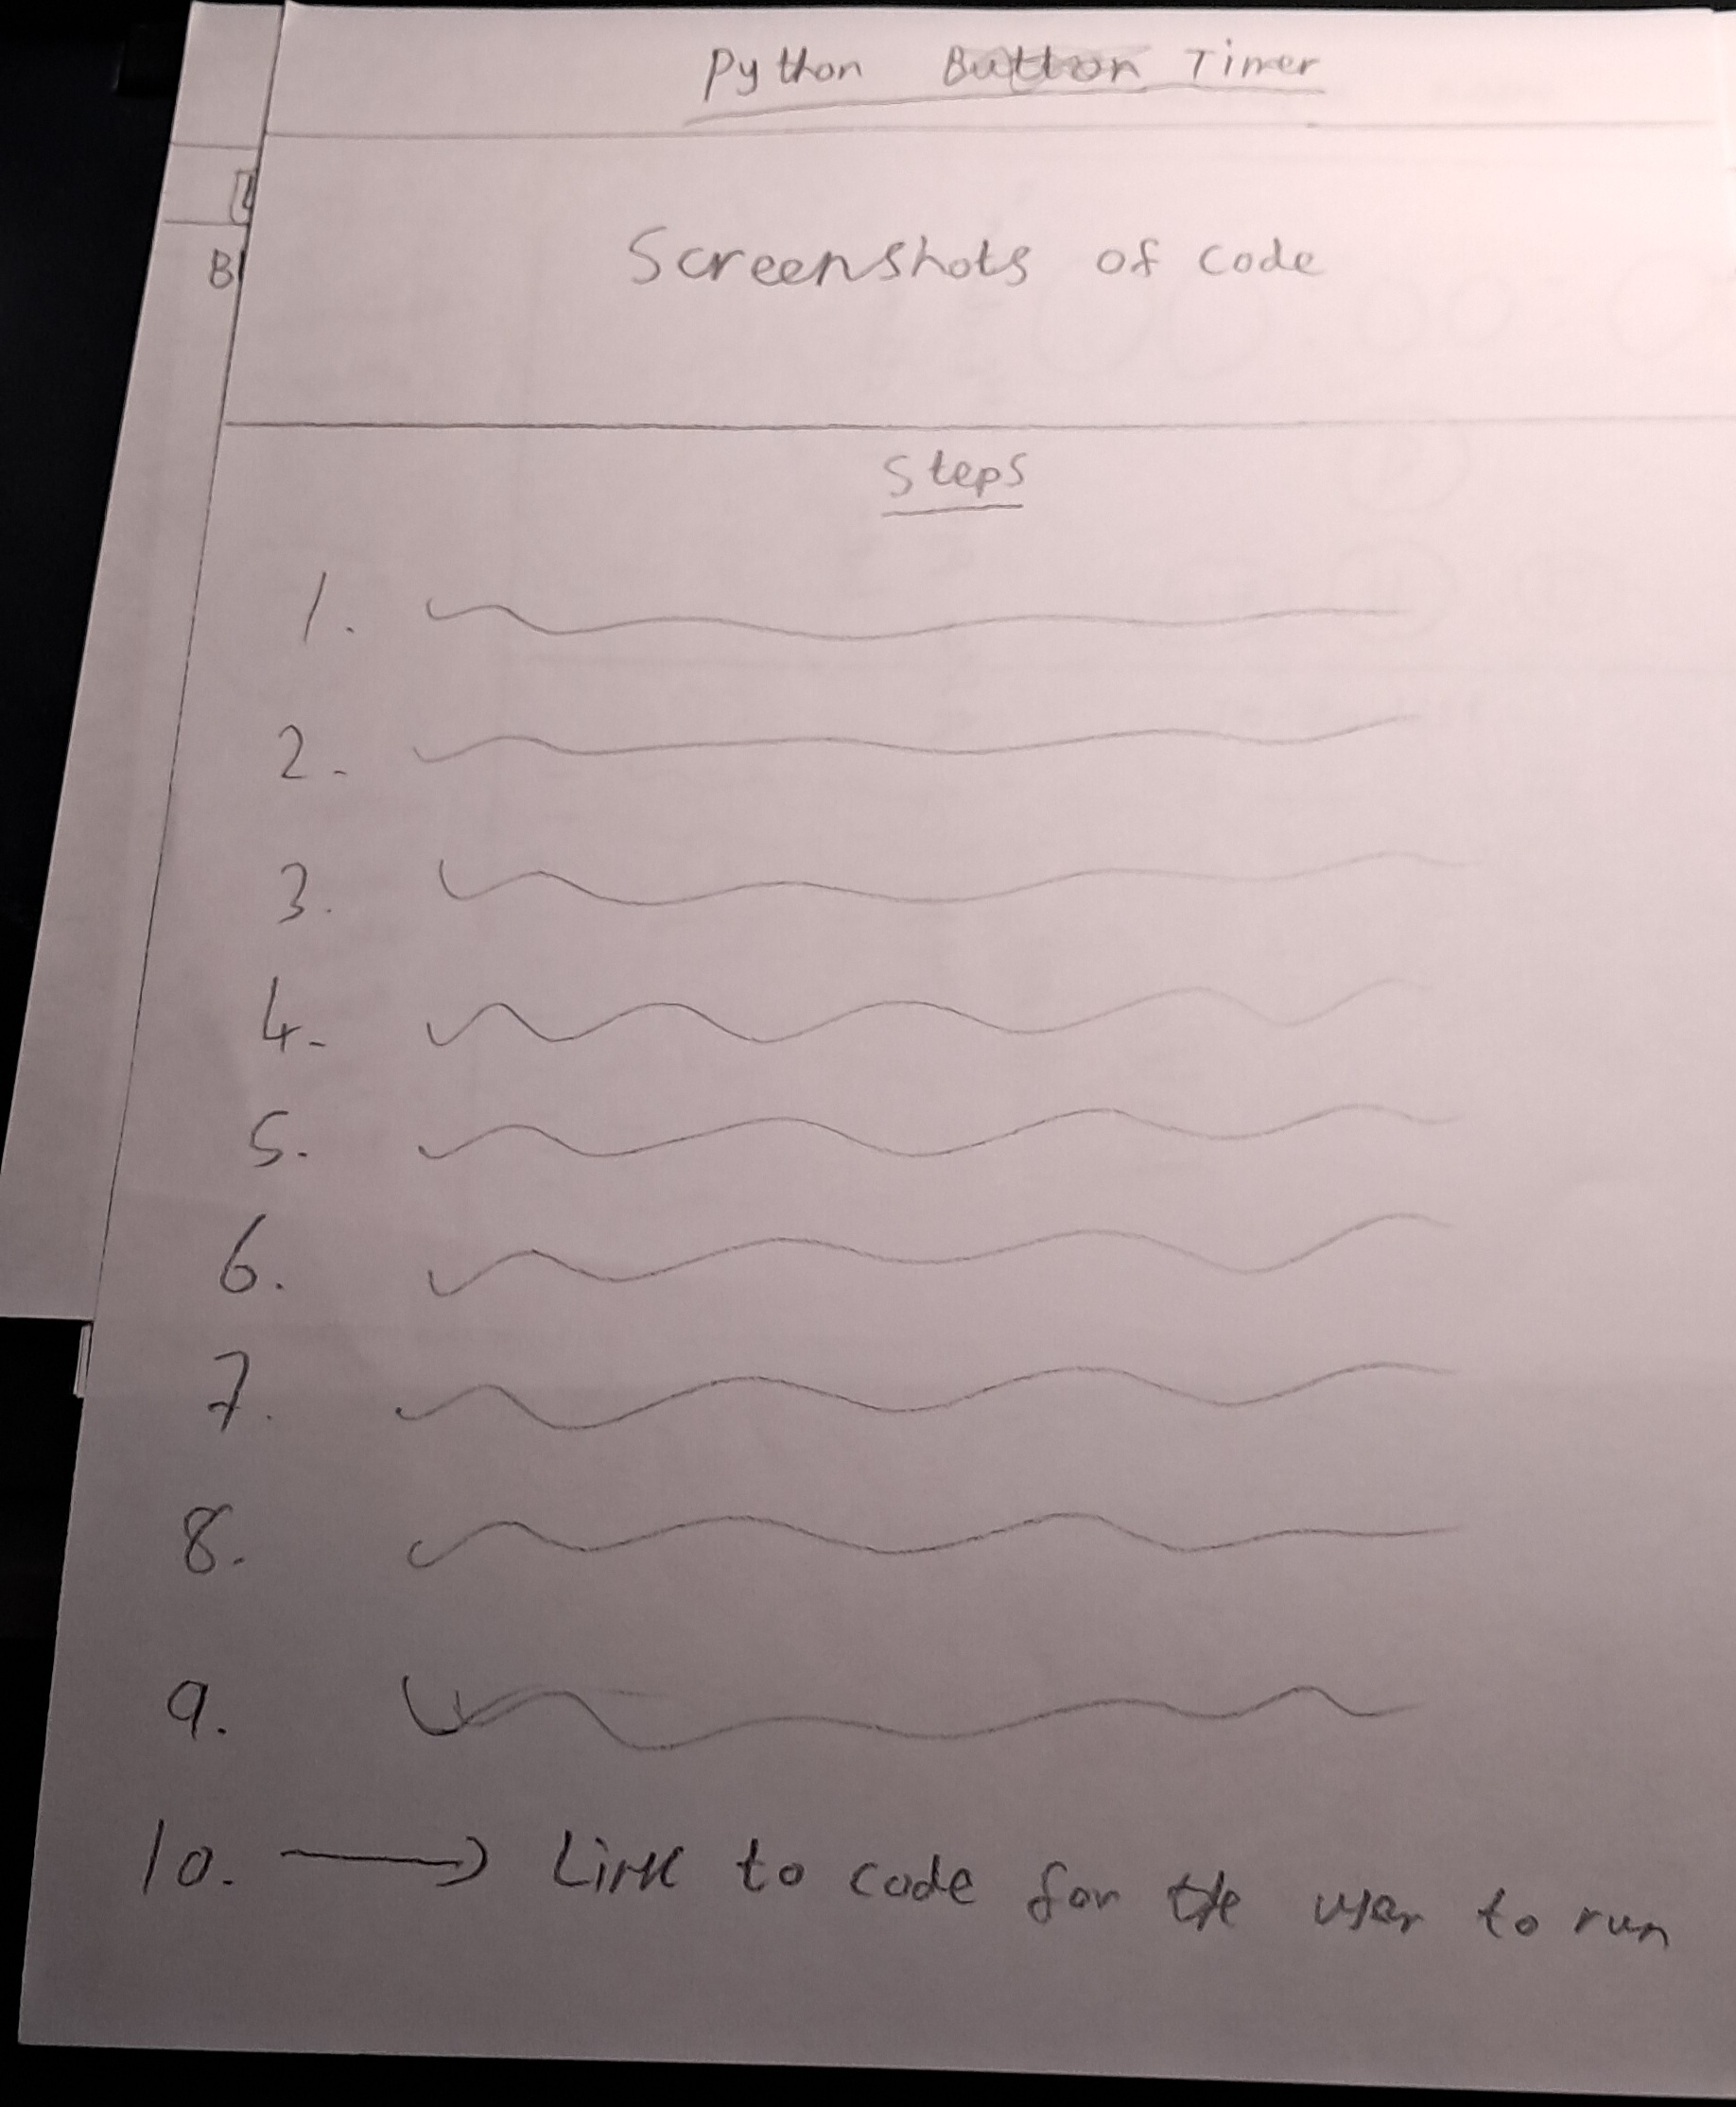 Python Button Timer
B
Screenshots of code
Steps
1.
2.
3.
4.
5.
6.
7.
8.
9.
10. → Link to code for the user to run